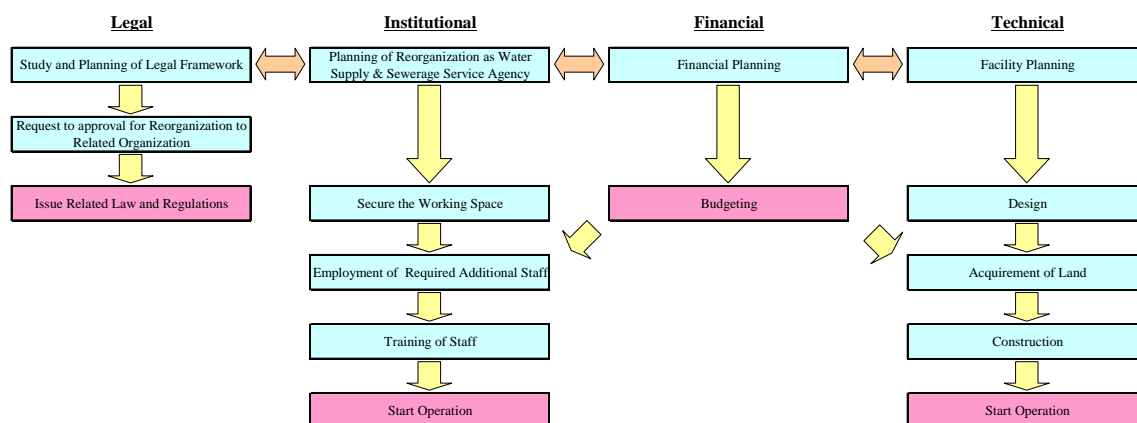 Legal
Institutional
Financial
Technical
Study and Planning of Legal Framework
Planning of Reorganization as Water
Supply & Sewerage Service Agency
Financial Planning
Facility Planning
Request to approval for Reorganization to
Related Organization
Issue Related Law and Regulations
Secure the Working Space
Budgeting
Design
Employment of Required Additional Staff
Acquirement of Land
Training of Staff
Construction
Start Operation
Start Operation